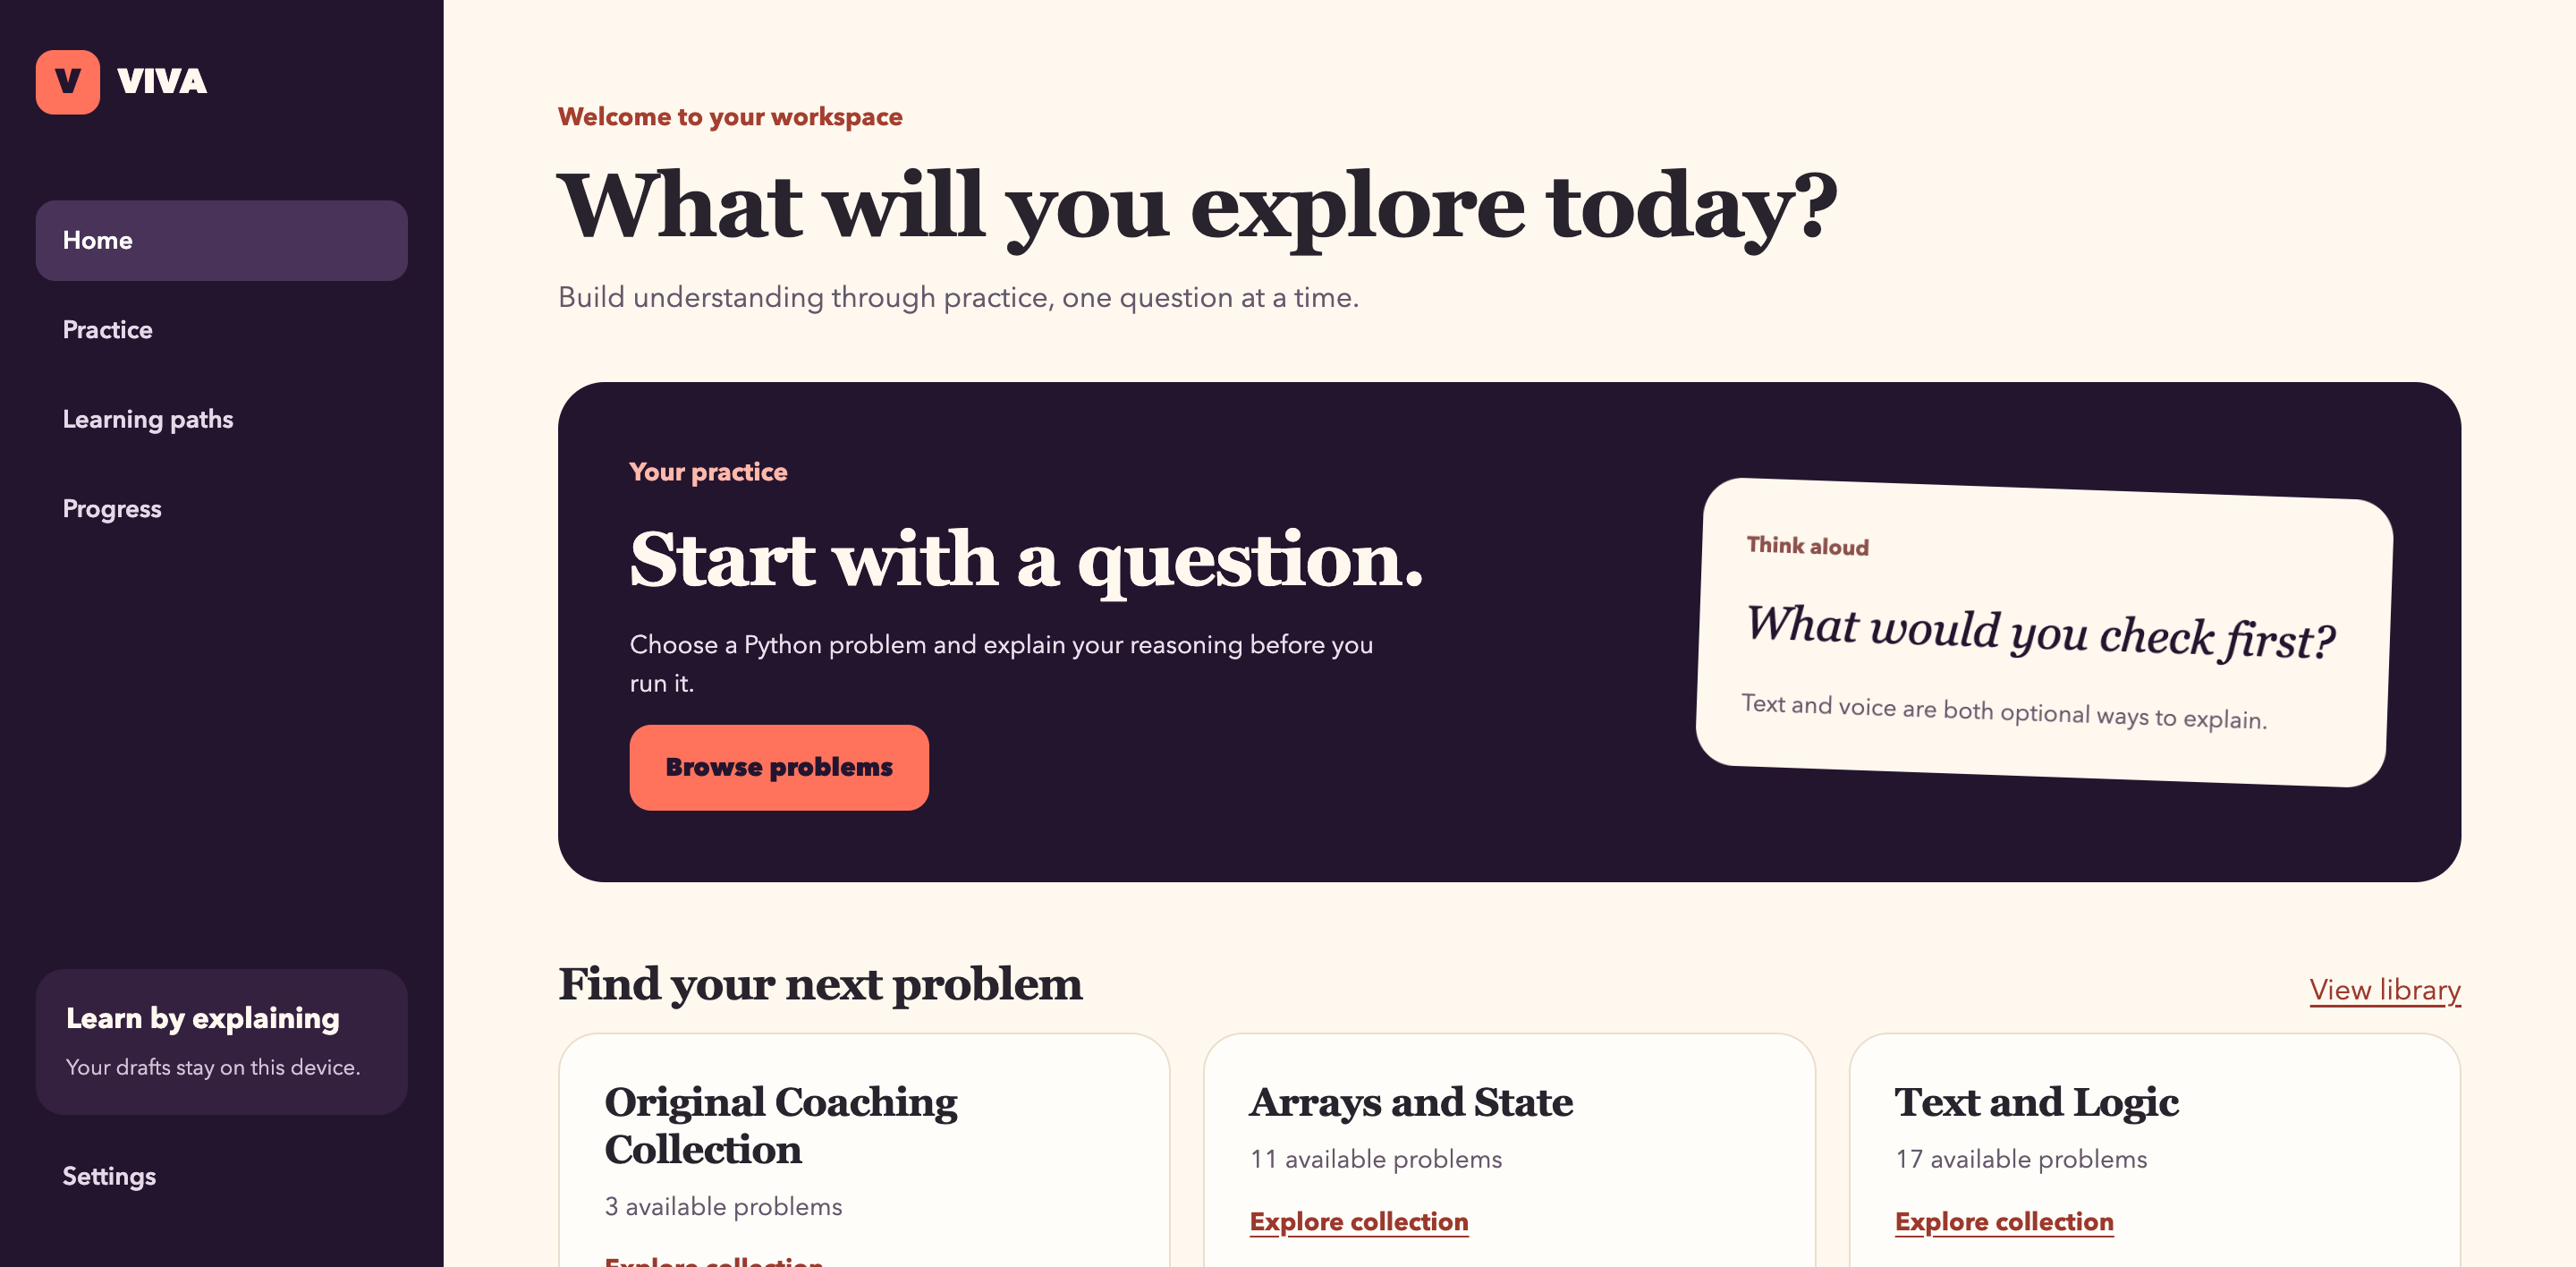 V VIVA
Home
Practice
Learning paths
Progress
Learn by explaining
Your drafts stay on this device.
Settings
Welcome to your workspace
What will you explore today?
Build understanding through practice, one question at a time.
Your practice
Start with a question.
Choose a Python problem and explain your reasoning before you
run it.
Browse problems
Think aloud
What would you check first?
Text and voice are both optional ways to explain.
Find your next problem
View library
Original Coaching
Collection
3 available problems
Explore collection
Arrays and State
11 available problems
Explore collection
Text and Logic
17 available problems
Explore collection